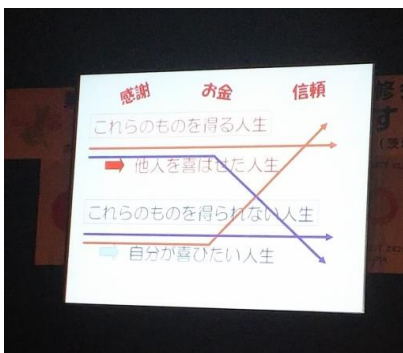 感謝 お金 信頼
これらのものを得る人生
他人を喜ばせた人生
これらのものを得られない人生
自分が喜びたい人生